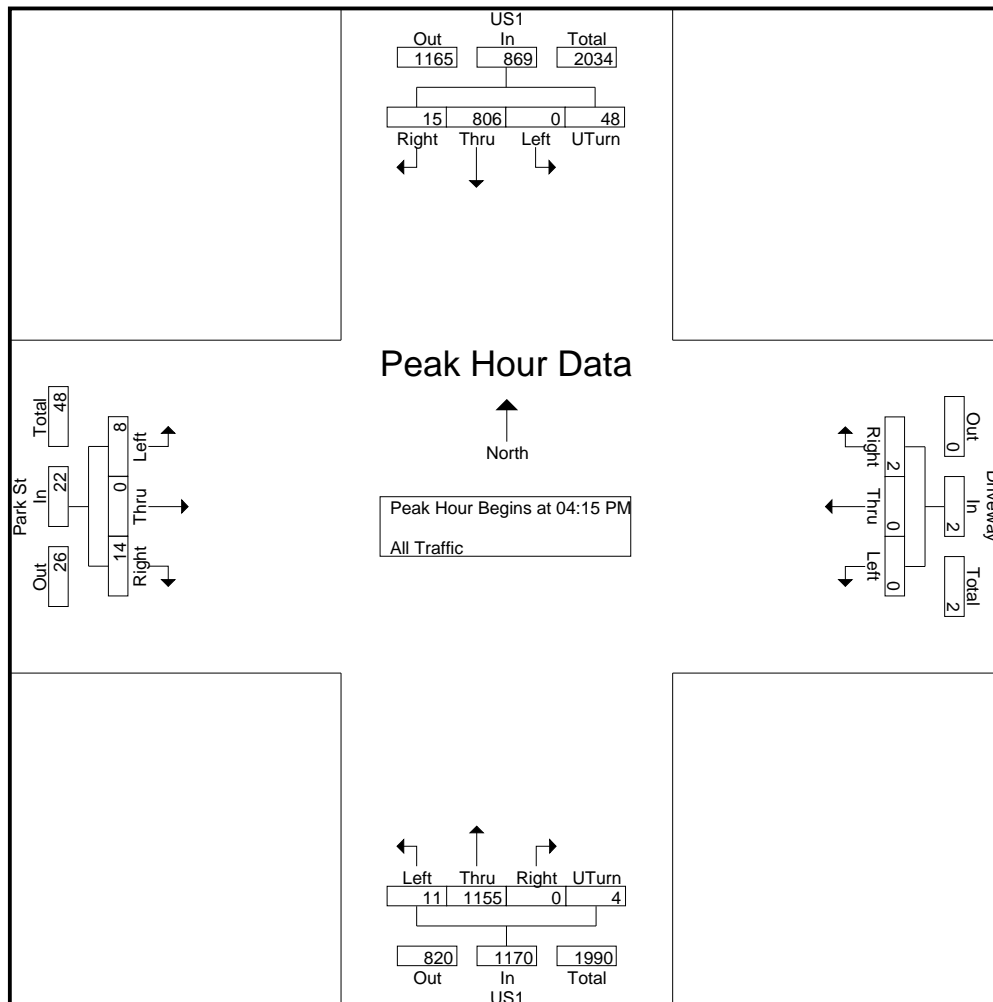 US1
Out In Total
1165 869 2034
15 806 0 48
Right Thru Left UTurn
Peak Hour Data
North
Peak Hour Begins at 04:15 PM
All Traffic
Park St
Total In Out
48 22 26
8 0 14
Left Thru Right
Driveway
Out In Total
0 2 2
2 0 0
Right Thru Left
Left Thru Right UTurn
11 1155 0 4
820 1170 1990
Out In Total
US1